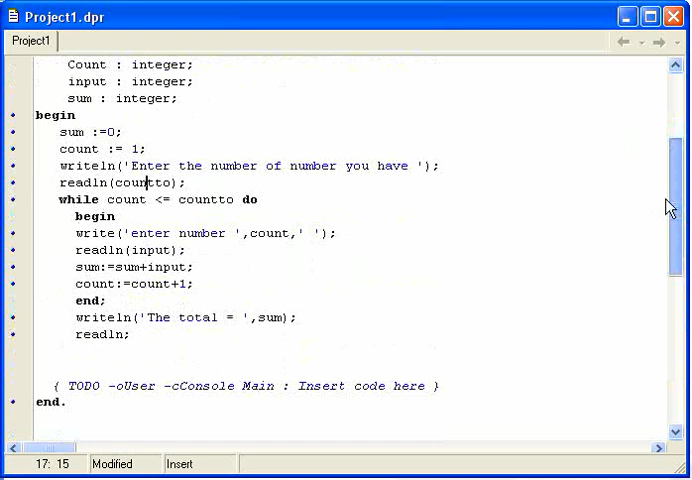 Project1.dpr
Project1
Count : integer;
input : integer;
sum : integer;
begin
sum :=0;
count := 1;
writeln('Enter the number of number you have ');
readln(countto);
while count <= countto do
begin
write('enter number ',count,' ');
readln(input);
sum:=sum+input;
count:=count+1;
end;
writeln('The total = ',sum);
readln;
{ TODO -oUser -cConsole Main : Insert code here }
end.
17: 15 Modified Insert